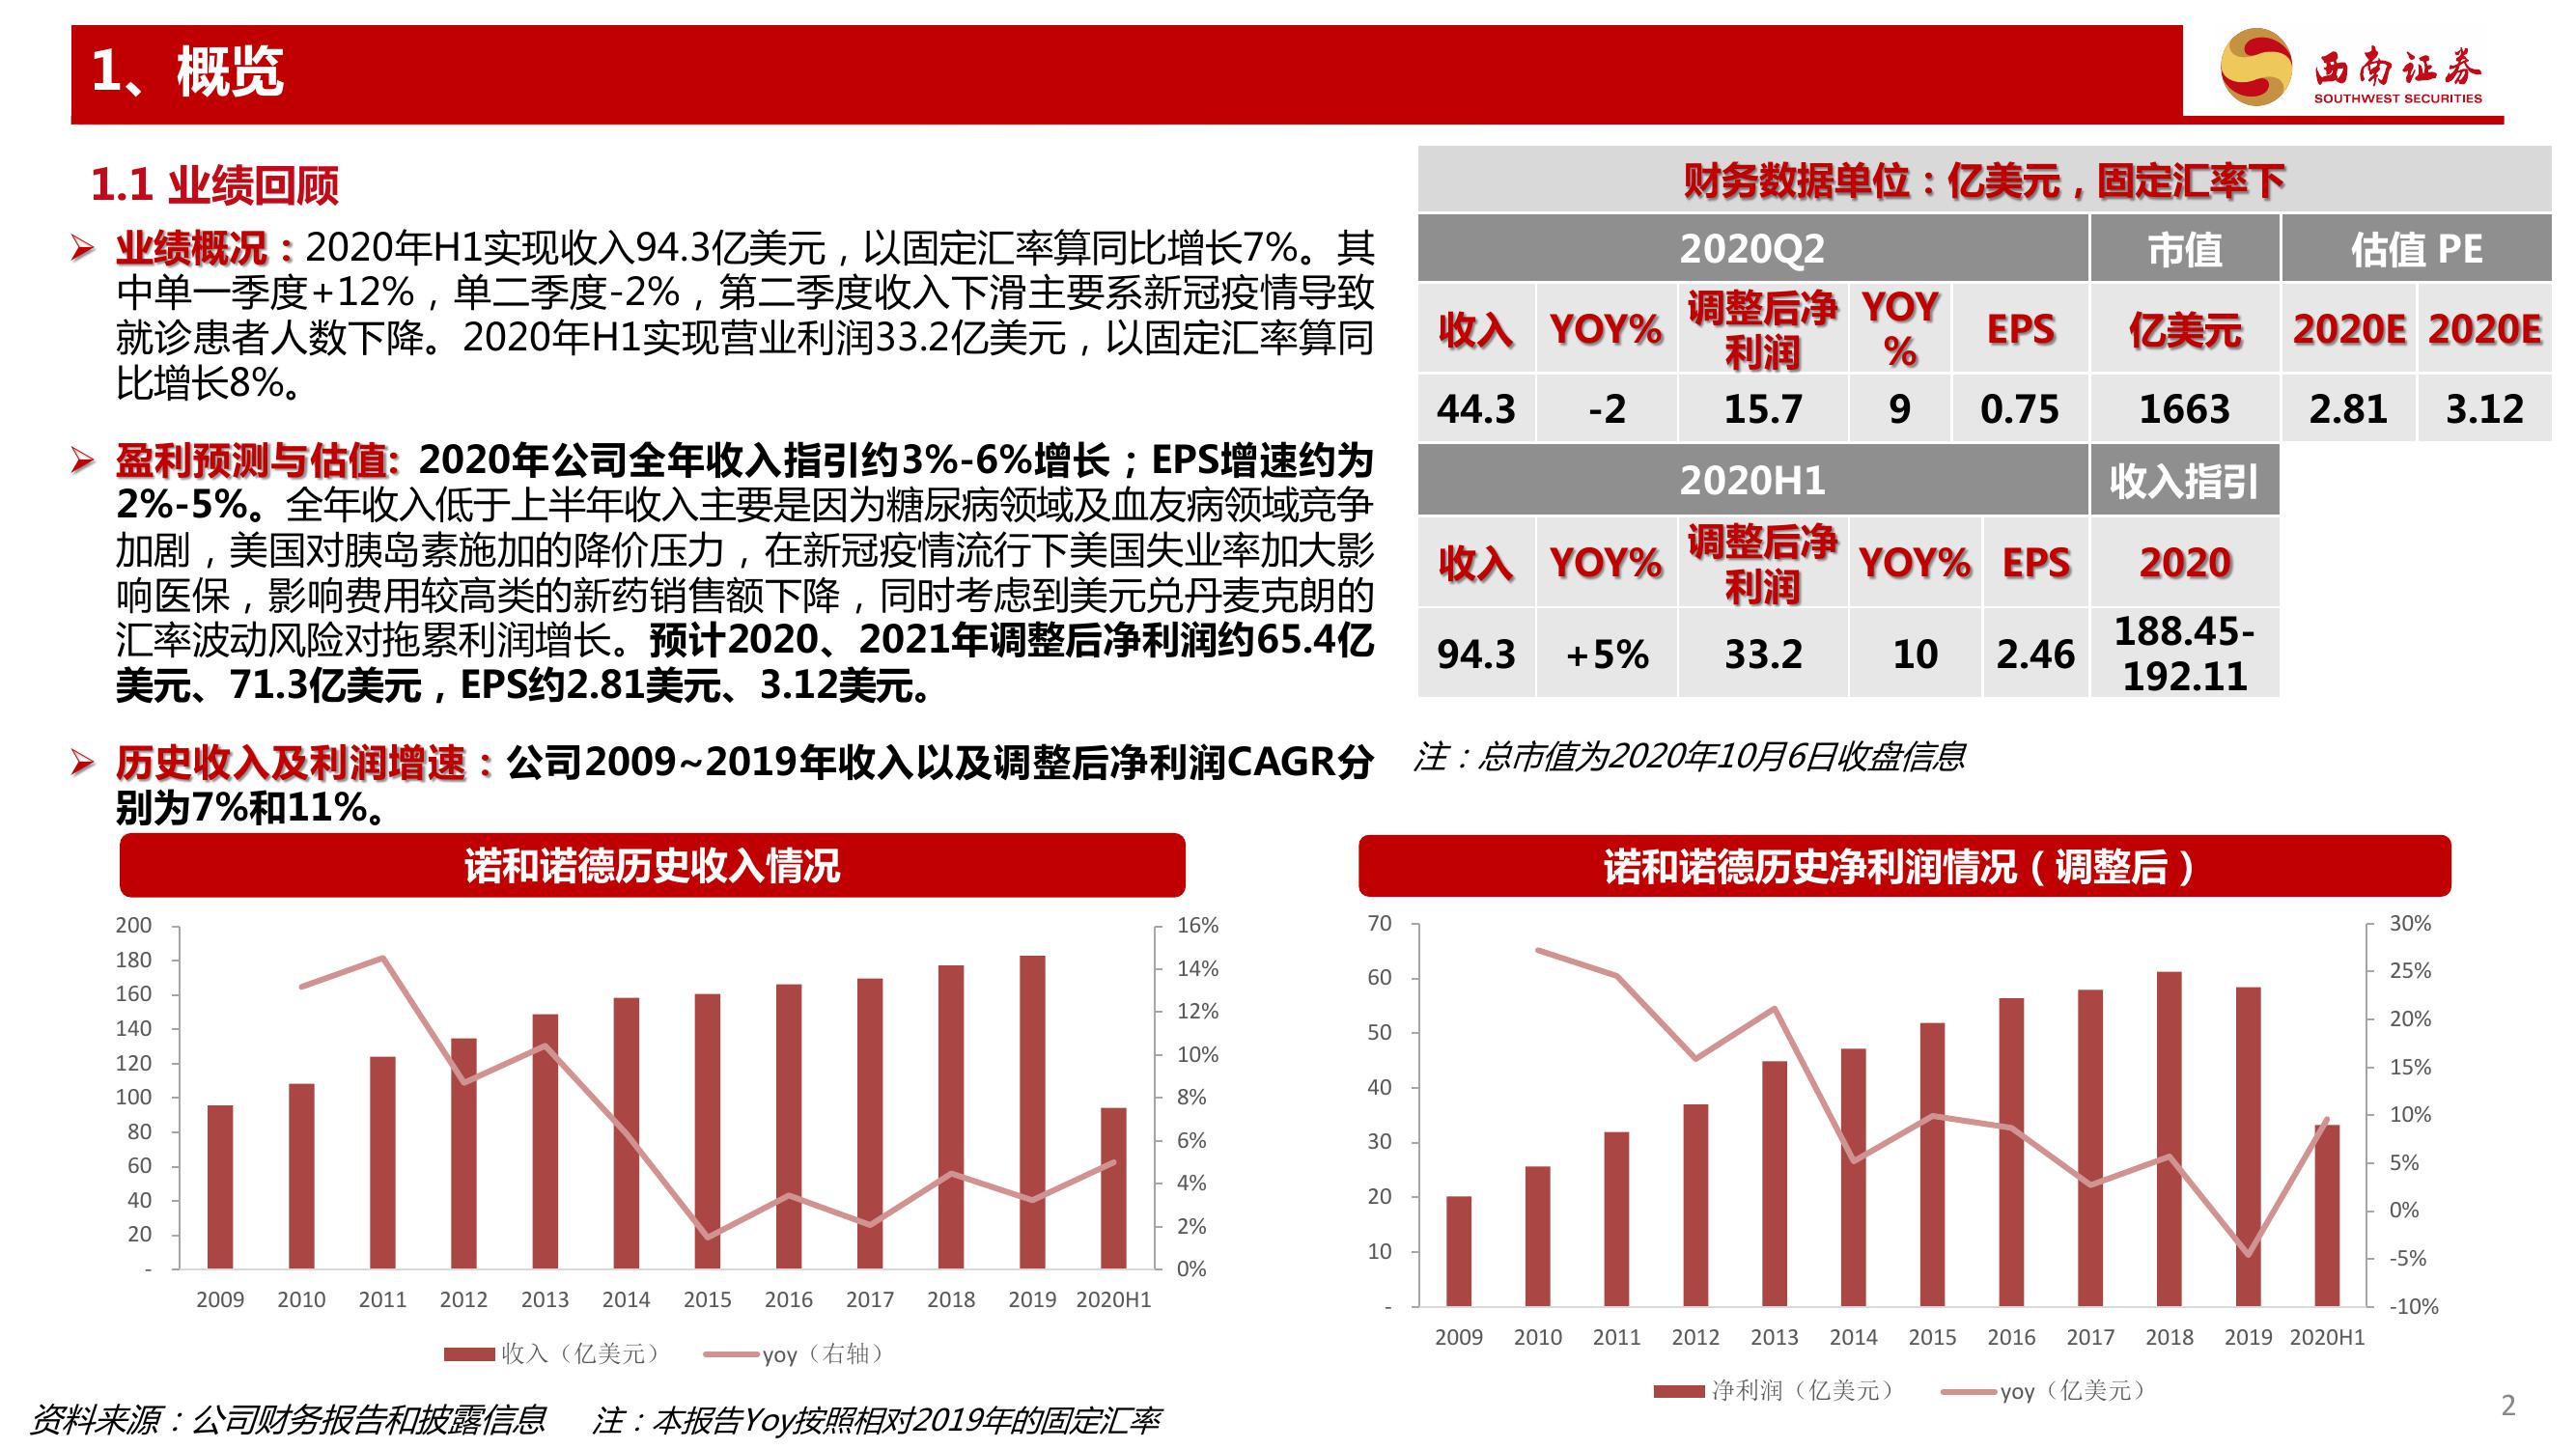 1、概览
西南证券
SOUTHWEST SECURITIES
1.1 业绩回顾
业绩概况：2020年H1实现收入94.3亿美元，以固定汇率算同比增长7%。其
中单一季度+12%，单二季度-2%，第二季度收入下滑主要系新冠疫情导致
就诊患者人数下降。2020年H1实现营业利润33.2亿美元，以固定汇率算同
比增长8%。
盈利预测与估值: 2020年公司全年收入指引约3%-6%增长；EPS增速约为
2%-5%。全年收入低于上半年收入主要是因为糖尿病领域及血友病领域竞争
加剧，美国对胰岛素施加的降价压力，在新冠疫情流行下美国失业率加大影
响医保，影响费用较高类的新药销售额下降，同时考虑到美元兑丹麦克朗的
汇率波动风险对拖累利润增长。预计2020、2021年调整后净利润约65.4亿
美元、71.3亿美元，EPS约2.81美元、3.12美元。
历史收入及利润增速：公司2009~2019年收入以及调整后净利润CAGR分
别为7%和11%。
财务数据单位：亿美元，固定汇率下
2020Q2 市值 估值 PE
收入 YOY% 调整后净利润 YOY% EPS 亿美元 2020E 2020E
44.3 -2 15.7 9 0.75 1663 2.81 3.12
2020H1 收入指引
收入 YOY% 调整后净利润 YOY% EPS 2020
94.3 +5% 33.2 10 2.46 188.45-192.11
注：总市值为2020年10月6日收盘信息
诺和诺德历史收入情况
200 180 160 140 120 100 80 60 40 20 -
16% 14% 12% 10% 8% 6% 4% 2% 0%
2009 2010 2011 2012 2013 2014 2015 2016 2017 2018 2019 2020H1
收入（亿美元） yoy（右轴）
诺和诺德历史净利润情况（调整后）
70 60 50 40 30 20 10 -
30% 25% 20% 15% 10% 5% 0% -5% -10%
2009 2010 2011 2012 2013 2014 2015 2016 2017 2018 2019 2020H1
净利润（亿美元） yoy（亿美元）
资料来源：公司财务报告和披露信息 注：本报告Yoy按照相对2019年的固定汇率
2